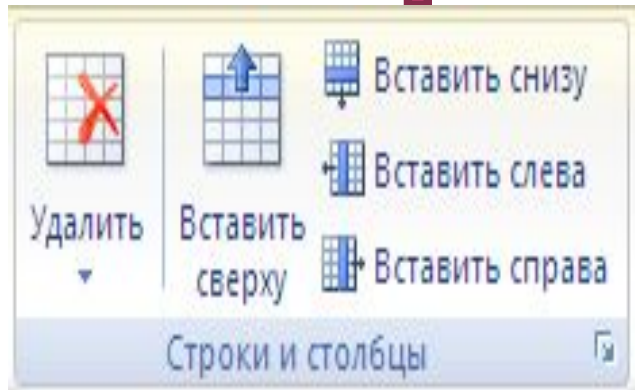 Удалить
Вставить
сверху
Вставить снизу
Вставить слева
Вставить справа
Строки и столбцы